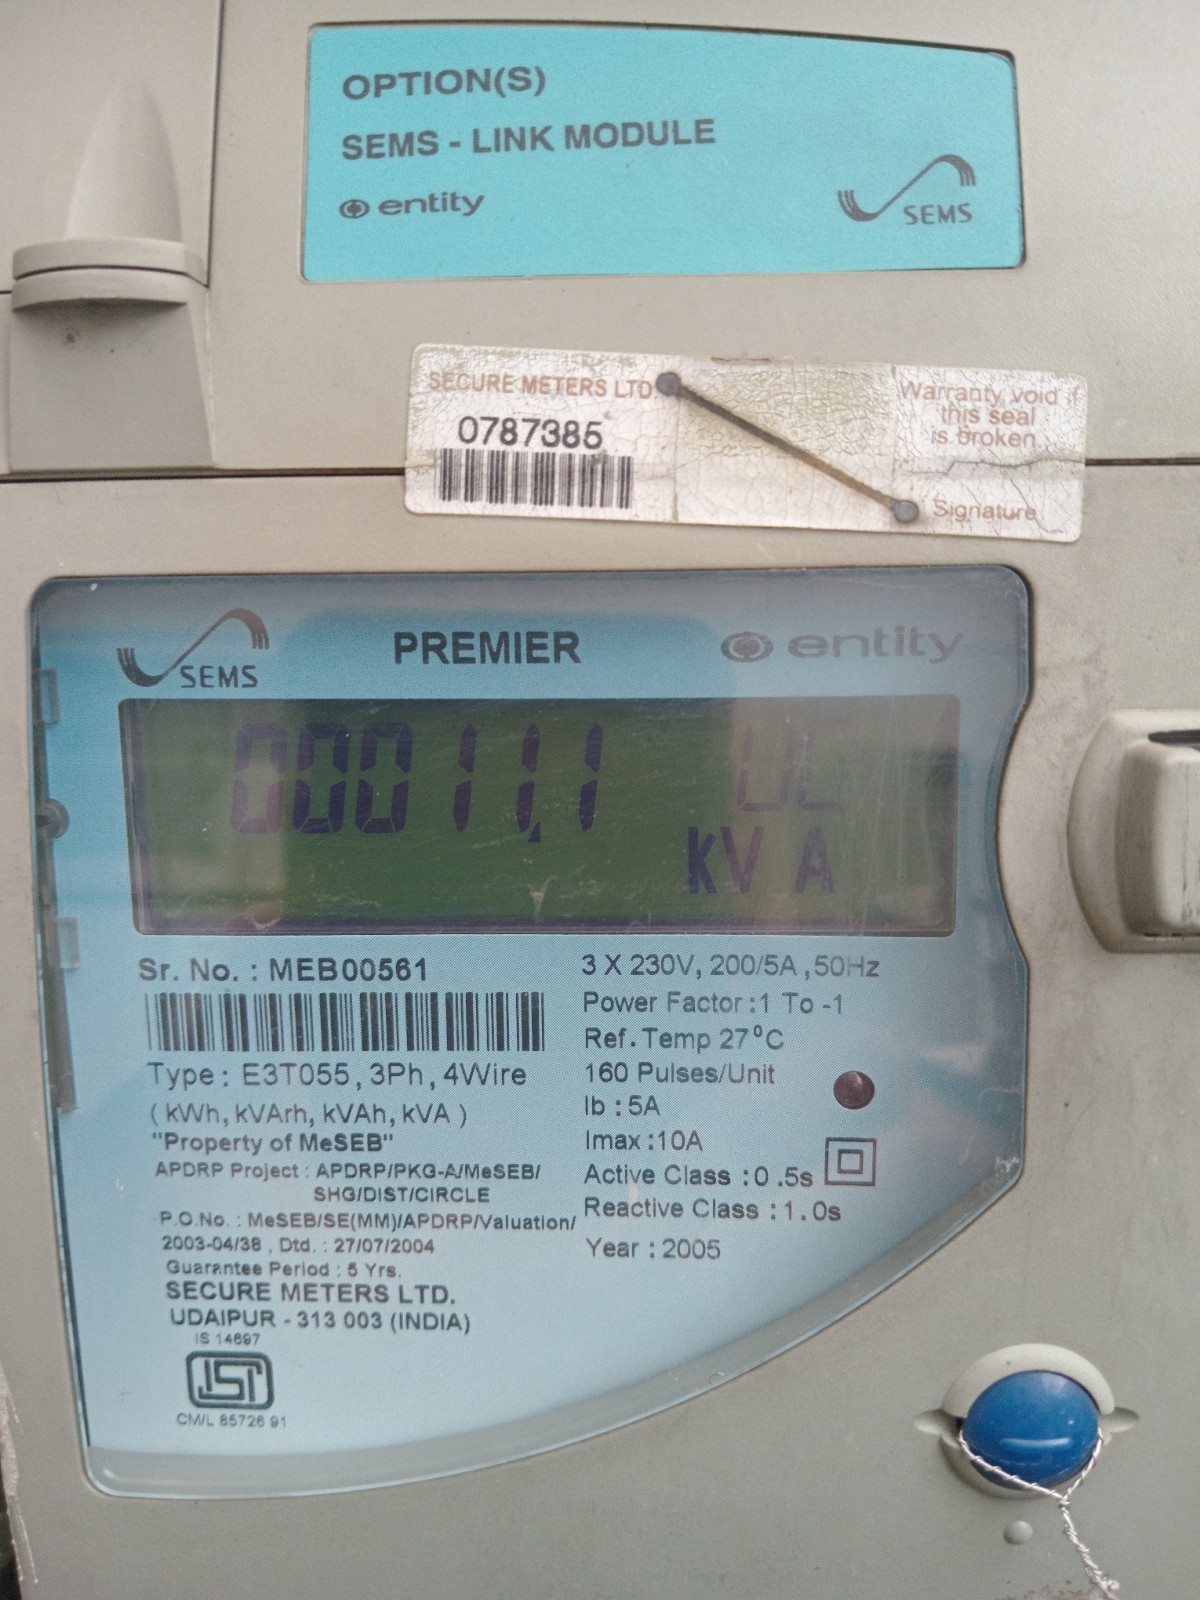 OPTION(S)
SEMS - LINK MODULE
entity
SEMS
SECURE METERS LTD.
0787385
Warranty void if
this seal
is broken
Signature
SEMS
PREMIER
entity
00011.1
kVA
Sr. No. : MEB00561
Type : E3T055, 3Ph, 4Wire
( kWh, kVArh, kVAh, kVA )
"Property of MeSEB"
APDRP Project : APDRP/PKG-A/MeSEB/
SHG/DIST/CIRCLE
P.O.No. : MeSEB/SE(MM)/APDRP/Valuation/
2003-04/38 , Dtd. : 27/07/2004
Guarantee Period : 5 Yrs.
SECURE METERS LTD.
UDAIPUR - 313 003 (INDIA)
IS 14697
ISI
CM/L 85726 91
3 X 230V, 200/5A , 50Hz
Power Factor : 1 To -1
Ref. Temp 27°C
160 Pulses/Unit
Ib : 5A
Imax : 10A
Active Class : 0.5s
Reactive Class : 1.0s
Year : 2005